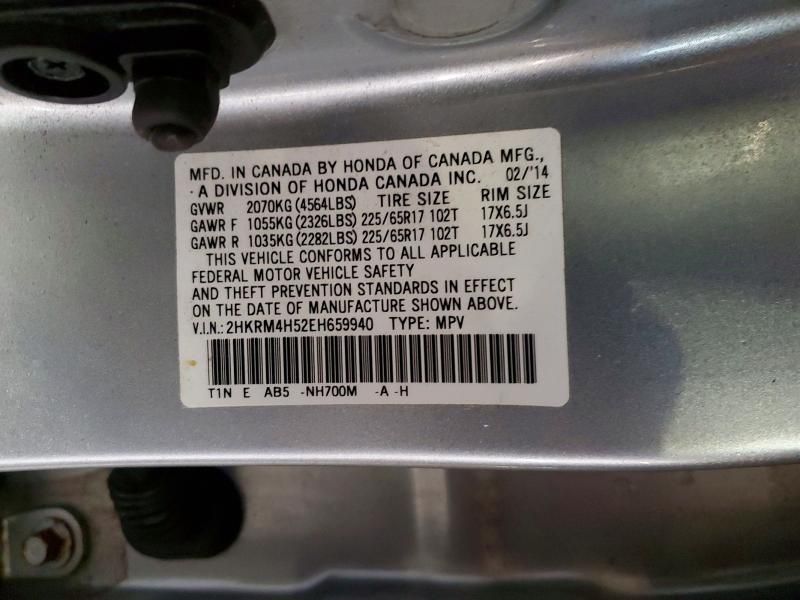 MFD. IN CANADA BY HONDA OF CANADA MFG.,
· A DIVISION OF HONDA CANADA INC. 02/'14
GVWR 2070KG (4564LBS) TIRE SIZE RIM SIZE
GAWR F 1055KG (2326LBS) 225/65R17 102T 17X6.5J
GAWR R 1035KG (2282LBS) 225/65R17 102T 17X6.5J
THIS VEHICLE CONFORMS TO ALL APPLICABLE
FEDERAL MOTOR VEHICLE SAFETY
AND THEFT PREVENTION STANDARDS IN EFFECT
ON THE DATE OF MANUFACTURE SHOWN ABOVE.
V.I.N.: 2HKRM4H52EH659940 TYPE: MPV
T1N E AB5 -NH700M -A -H